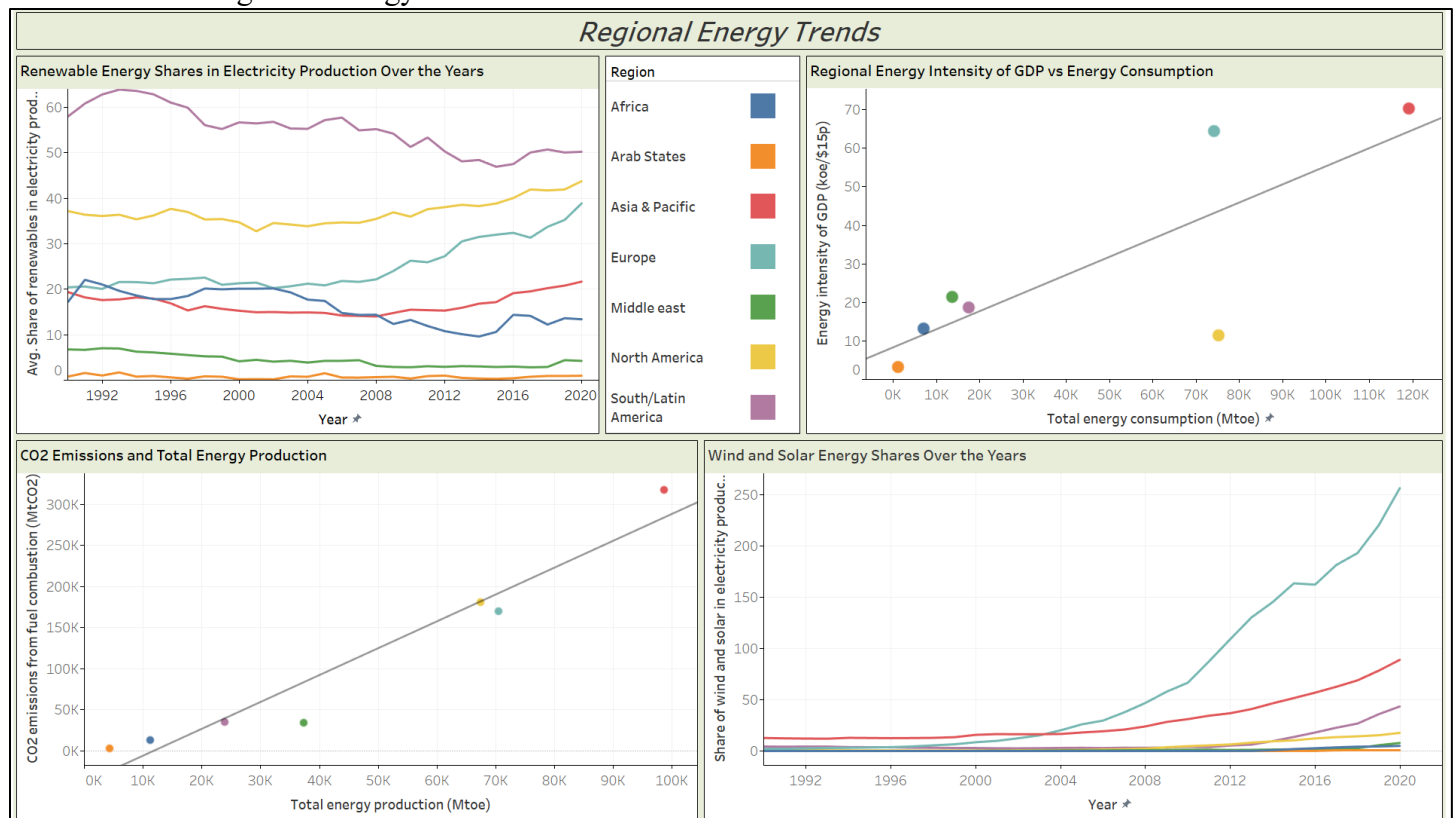 Regional Energy Trends
Renewable Energy Shares in Electricity Production Over the Years
Avg. Share of renewables in electricity prod..
60
50
40
30
20
10
0
1992
1996
2000
2004
2008
2012
2016
2020
Year
Region
Africa
Arab States
Asia & Pacific
Europe
Middle east
North America
South/Latin
America
Regional Energy Intensity of GDP vs Energy Consumption
Energy intensity of GDP (koe/$15p)
70
60
50
40
30
20
10
0
0K
10K
20K
30K
40K
50K
60K
70K
80K
90K
100K
110K
120K
Total energy consumption (Mtoe)
CO2 Emissions and Total Energy Production
CO2 emissions from fuel combustion (MtCO2)
300K
250K
200K
150K
100K
50K
0K
0K
10K
20K
30K
40K
50K
60K
70K
80K
90K
100K
Total energy production (Mtoe)
Wind and Solar Energy Shares Over the Years
Share of wind and solar in electricity produc..
250
200
150
100
50
0
1992
1996
2000
2004
2008
2012
2016
2020
Year